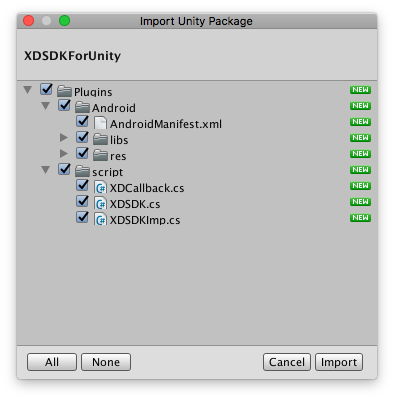 Import Unity Package
XDSDKForUnity
Plugins NEW
Android NEW
AndroidManifest.xml NEW
libs NEW
res NEW
script NEW
XDCallback.cs NEW
XDSDK.cs NEW
XDSDKImp.cs NEW
All None Cancel Import